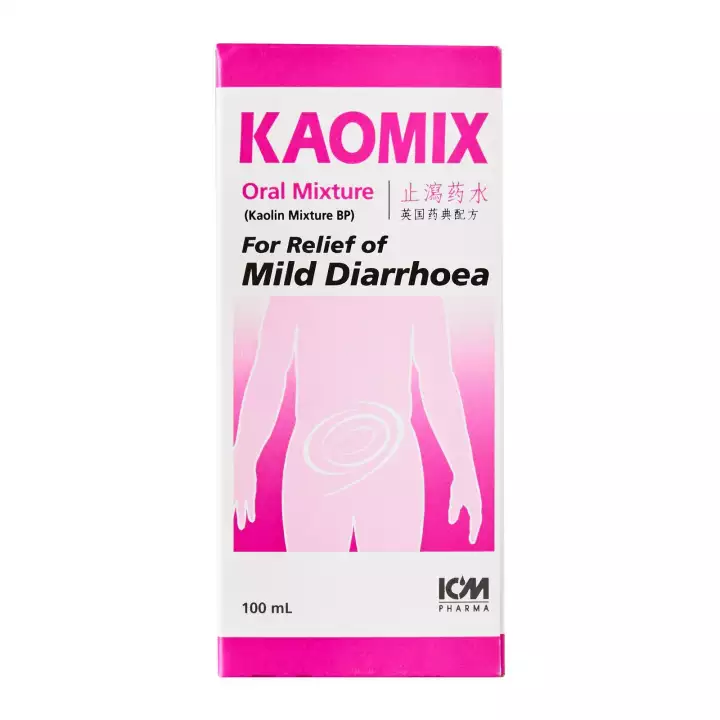 KAOMIX
Oral Mixture
(Kaolin Mixture BP)
止瀉药水
英国药典配方
For Relief of
Mild Diarrhoea
100 mL
ICM
PHARMA